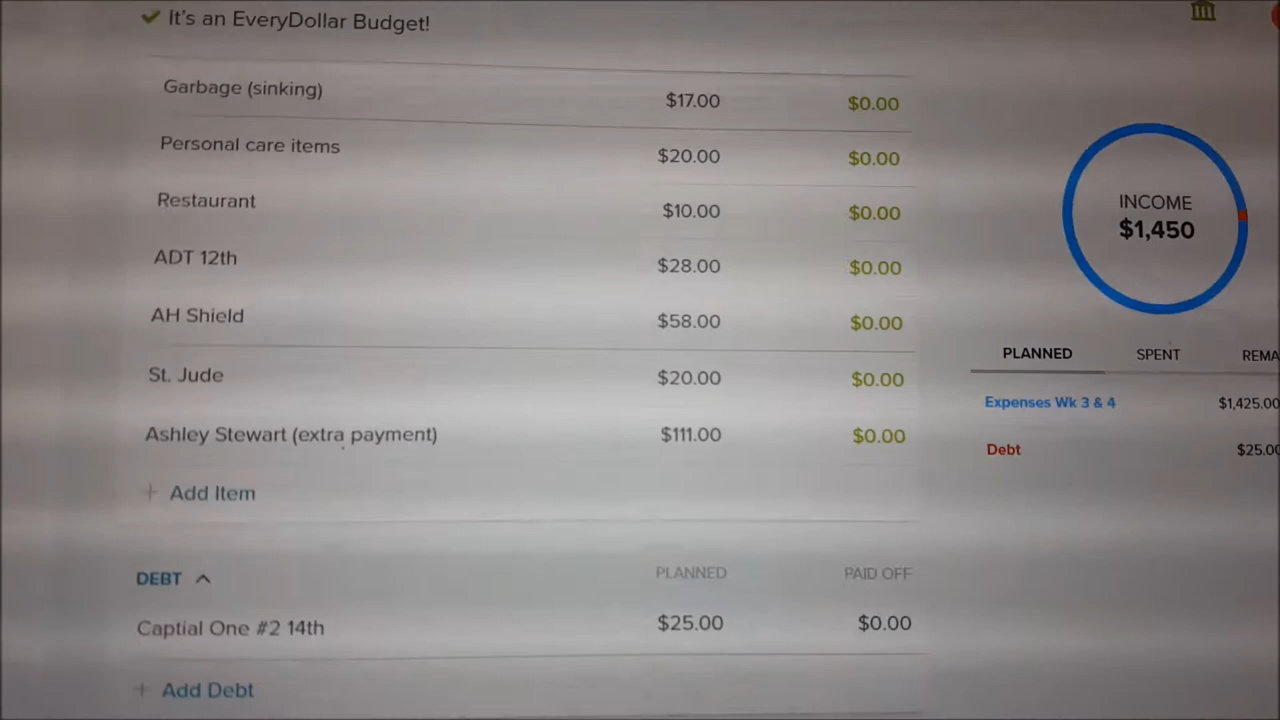 It's an EveryDollar Budget!
Garbage (sinking) $17.00 $0.00
Personal care items $20.00 $0.00
Restaurant $10.00 $0.00
ADT 12th $28.00 $0.00
AH Shield $58.00 $0.00
St. Jude $20.00 $0.00
Ashley Stewart (extra payment) $111.00 $0.00
+ Add Item
DEBT PLANNED PAID OFF
Captial One #2 14th $25.00 $0.00
+ Add Debt
INCOME
$1,450
PLANNED SPENT REMA
Expenses Wk 3 & 4 $1,425.00
Debt $25.00